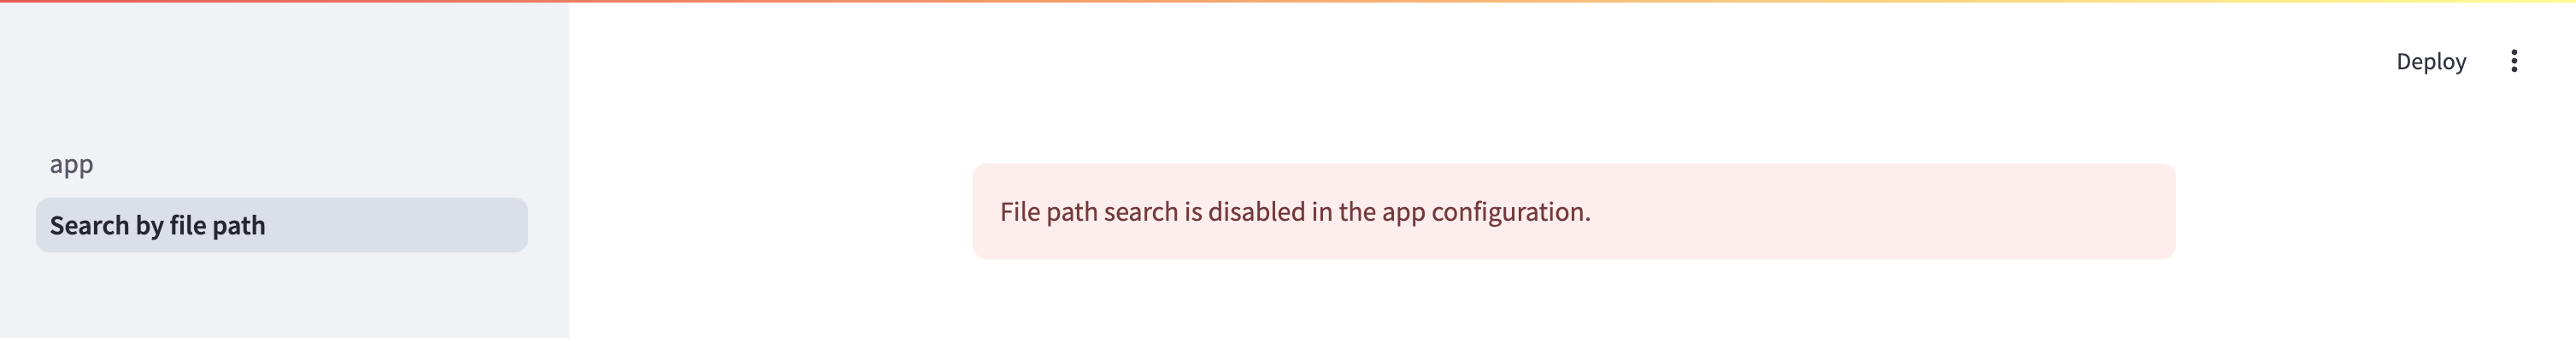 Deploy
app
Search by file path
File path search is disabled in the app configuration.